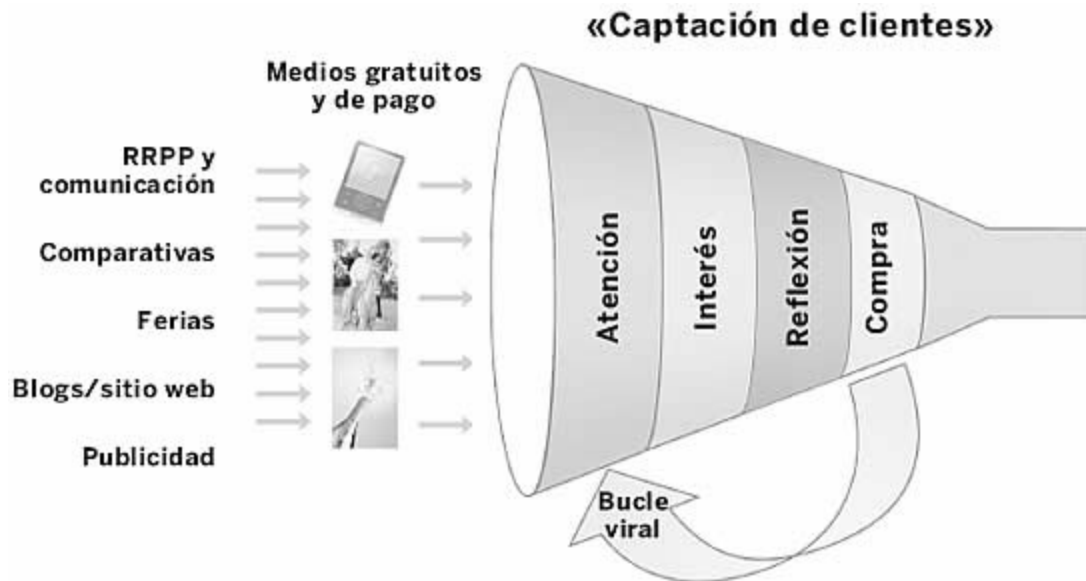 «Captación de clientes»
Medios gratuitos
y de pago
RRPP y
comunicación
Comparativas
Ferias
Blogs/sitio web
Publicidad
Atención
Interés
Reflexión
Compra
Bucle
viral